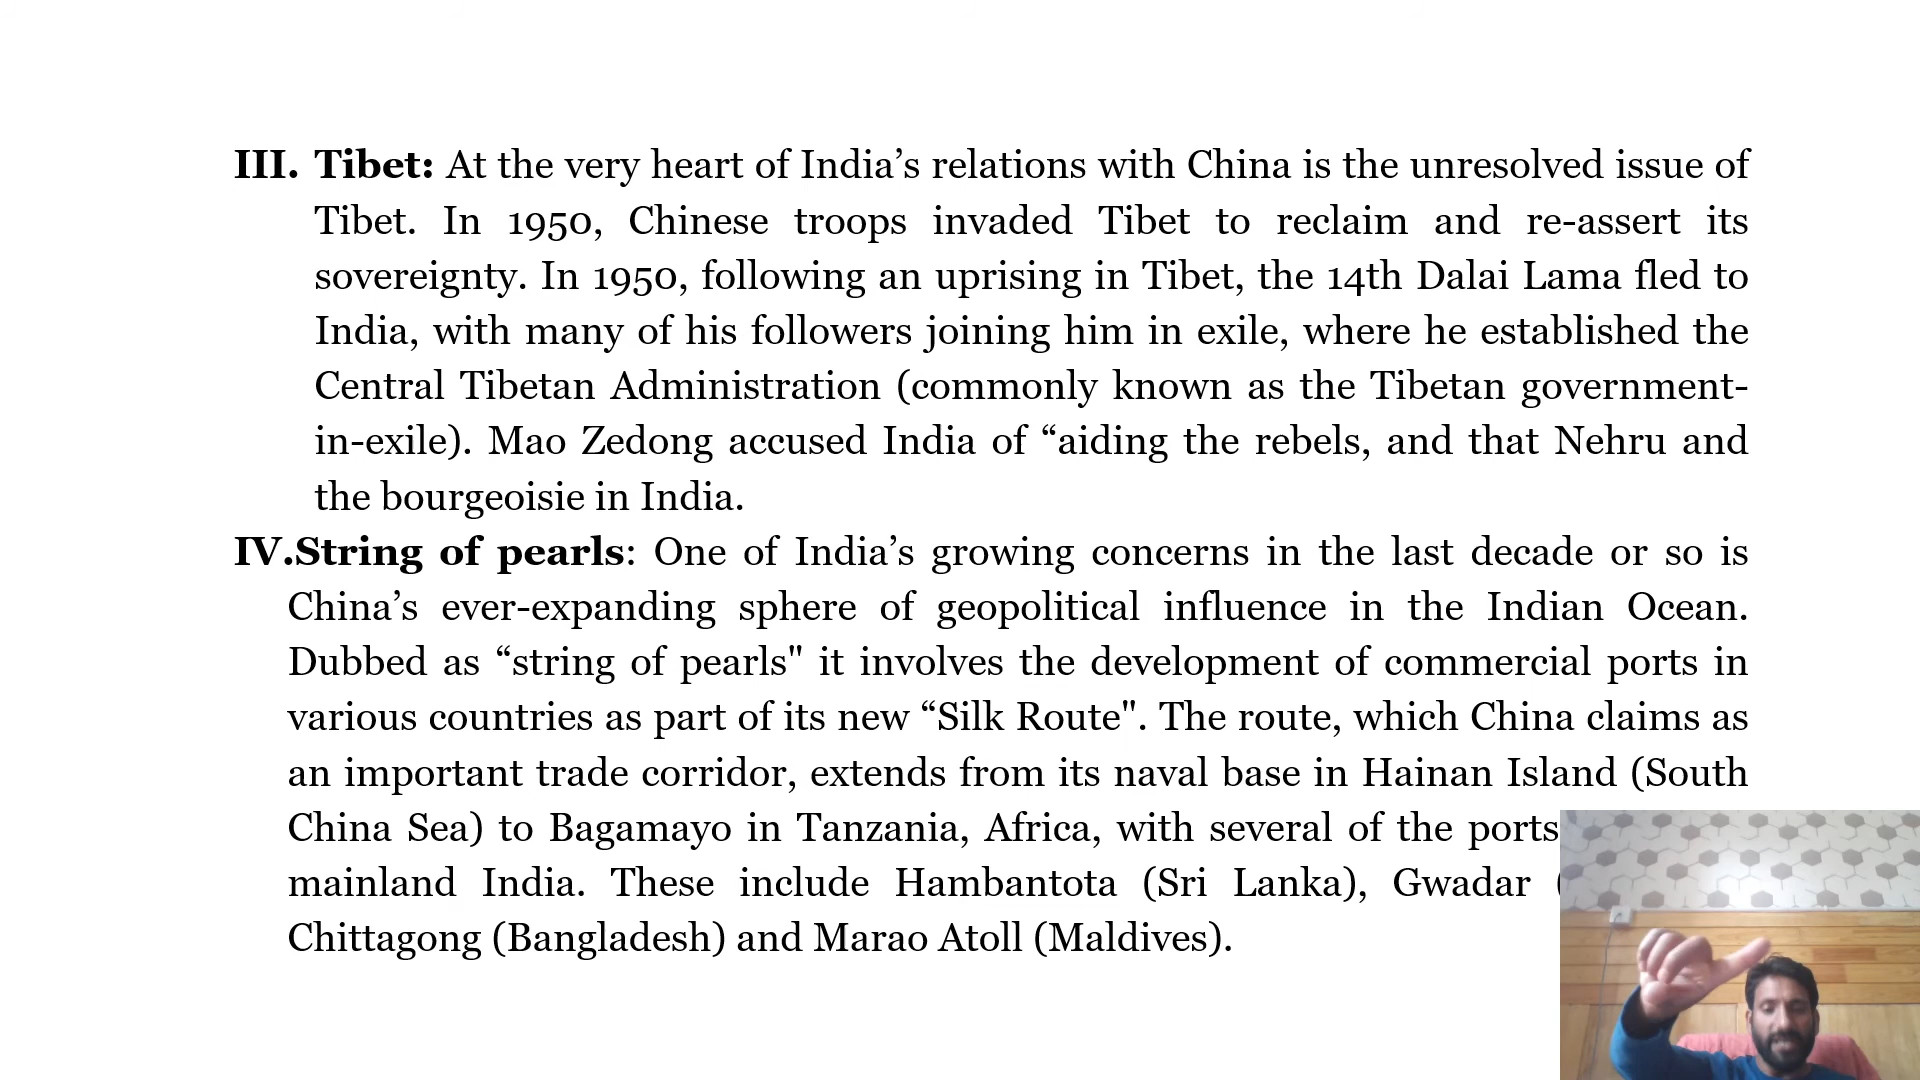 III. Tibet: At the very heart of India’s relations with China is the unresolved issue of
Tibet. In 1950, Chinese troops invaded Tibet to reclaim and re-assert its
sovereignty. In 1950, following an uprising in Tibet, the 14th Dalai Lama fled to
India, with many of his followers joining him in exile, where he established the
Central Tibetan Administration (commonly known as the Tibetan government-
in-exile). Mao Zedong accused India of “aiding the rebels, and that Nehru and
the bourgeoisie in India.
IV.String of pearls: One of India’s growing concerns in the last decade or so is
China’s ever-expanding sphere of geopolitical influence in the Indian Ocean.
Dubbed as “string of pearls" it involves the development of commercial ports in
various countries as part of its new “Silk Route". The route, which China claims as
an important trade corridor, extends from its naval base in Hainan Island (South
China Sea) to Bagamayo in Tanzania, Africa, with several of the ports
mainland India. These include Hambantota (Sri Lanka), Gwadar (
Chittagong (Bangladesh) and Marao Atoll (Maldives).